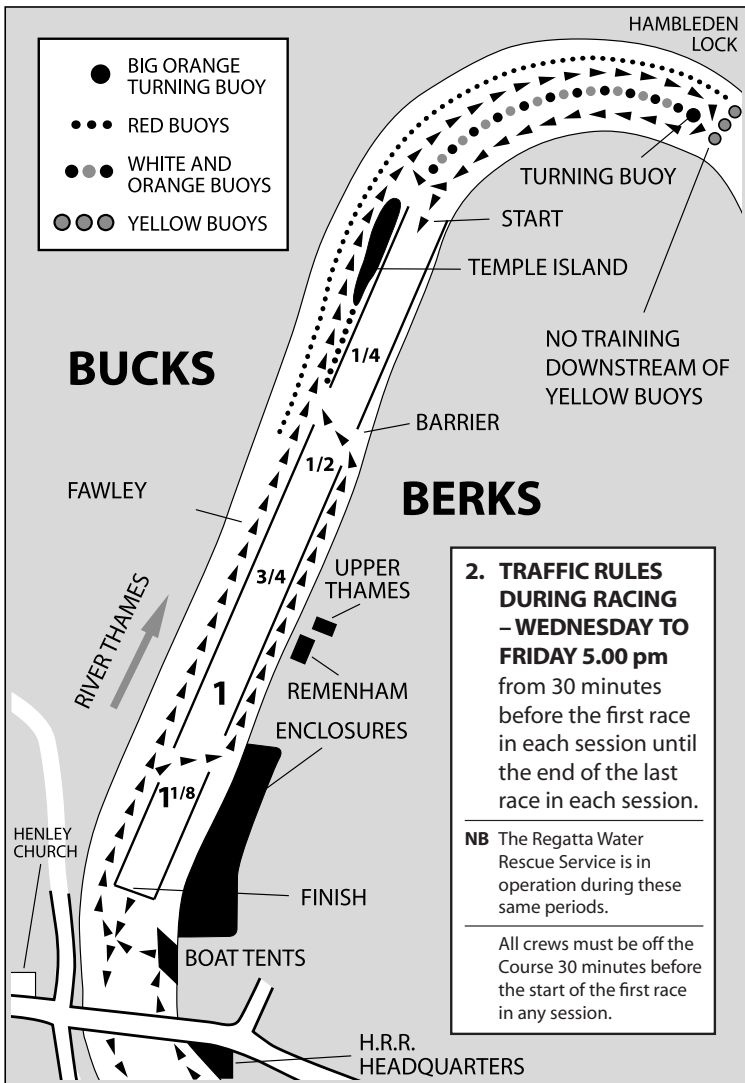 HAMBLEDEN
LOCK
BIG ORANGE
TURNING BUOY
RED BUOYS
WHITE AND
ORANGE BUOYS
YELLOW BUOYS
TURNING BUOY
START
TEMPLE ISLAND
NO TRAINING
DOWNSTREAM OF
YELLOW BUOYS
1/4
BUCKS
BARRIER
1/2
FAWLEY
BERKS
3/4
UPPER
THAMES
RIVER THAMES
REMENHAM
1
ENCLOSURES
1 1/8
HENLEY
CHURCH
FINISH
BOAT TENTS
H.R.R.
HEADQUARTERS
2. TRAFFIC RULES
DURING RACING
– WEDNESDAY TO
FRIDAY 5.00 pm
from 30 minutes
before the first race
in each session until
the end of the last
race in each session.
NB The Regatta Water
Rescue Service is in
operation during these
same periods.
All crews must be off the
Course 30 minutes before
the start of the first race
in any session.